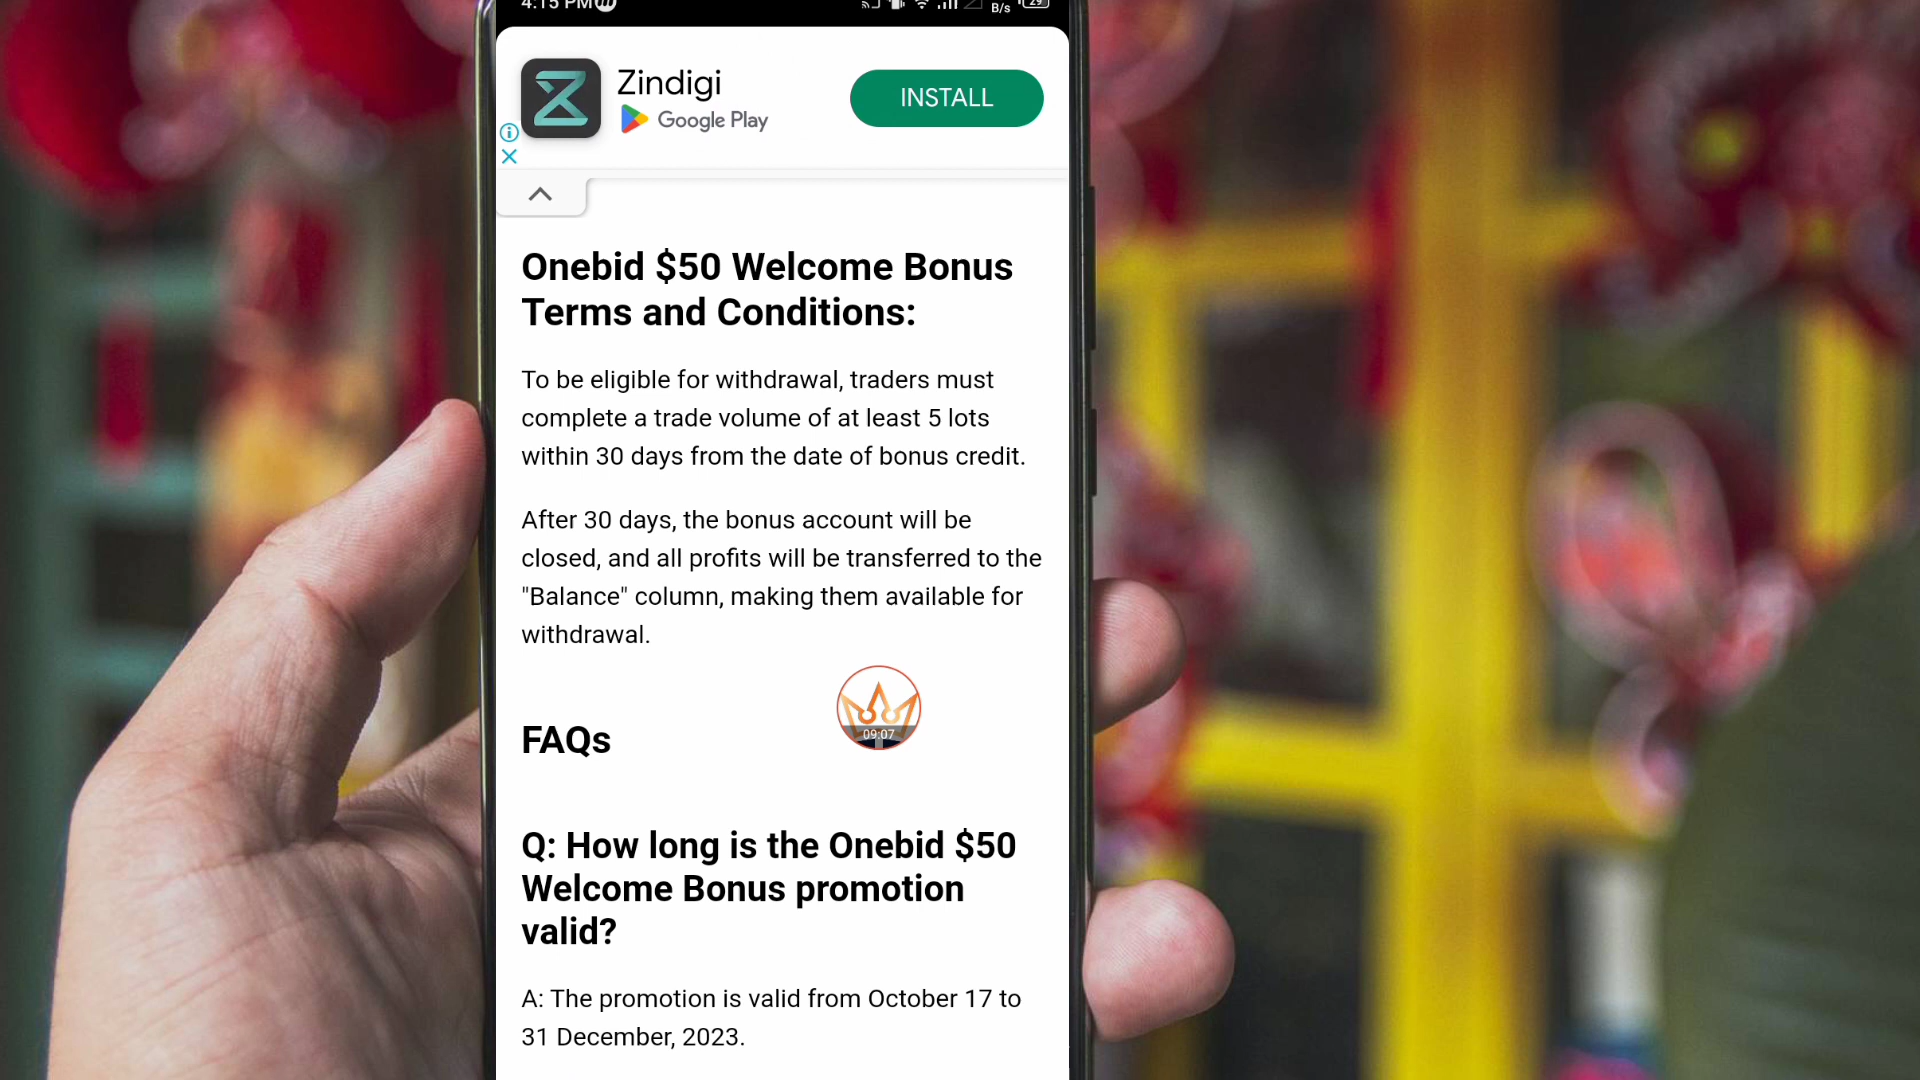 4:15 PM
B/s
29
Zindigi
Google Play
INSTALL
Onebid $50 Welcome Bonus
Terms and Conditions:
To be eligible for withdrawal, traders must
complete a trade volume of at least 5 lots
within 30 days from the date of bonus credit.
After 30 days, the bonus account will be
closed, and all profits will be transferred to the
"Balance" column, making them available for
withdrawal.
09:07
FAQs
Q: How long is the Onebid $50
Welcome Bonus promotion
valid?
A: The promotion is valid from October 17 to
31 December, 2023.